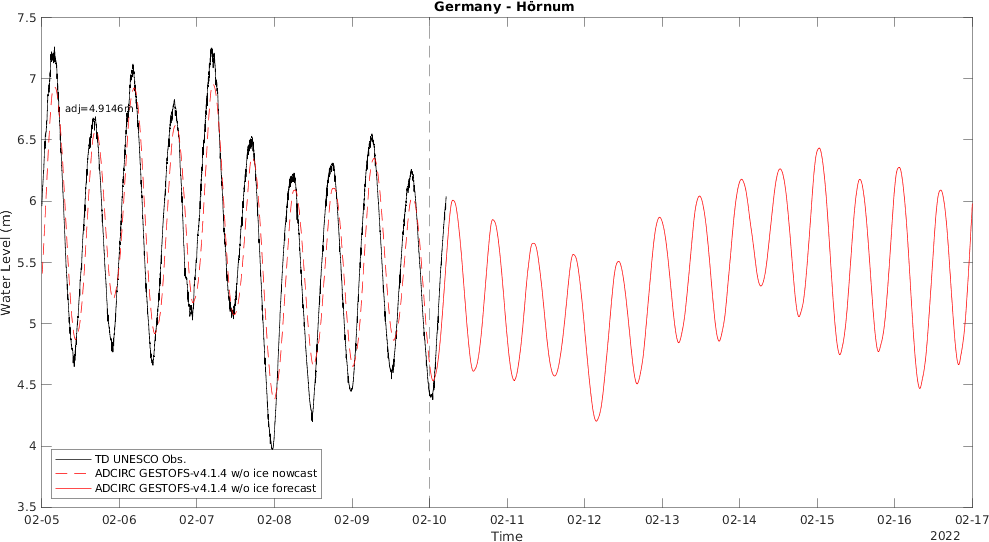 Germany - Hörnum
7.5
7
6.5
6
5.5
5
4.5
4
3.5
Water Level (m)
adj=4.9146m
TD UNESCO Obs.
ADCIRC GESTOFS-v4.1.4 w/o ice nowcast
ADCIRC GESTOFS-v4.1.4 w/o ice forecast
02-05 02-06 02-07 02-08 02-09 02-10 02-11 02-12 02-13 02-14 02-15 02-16 02-17
Time
2022